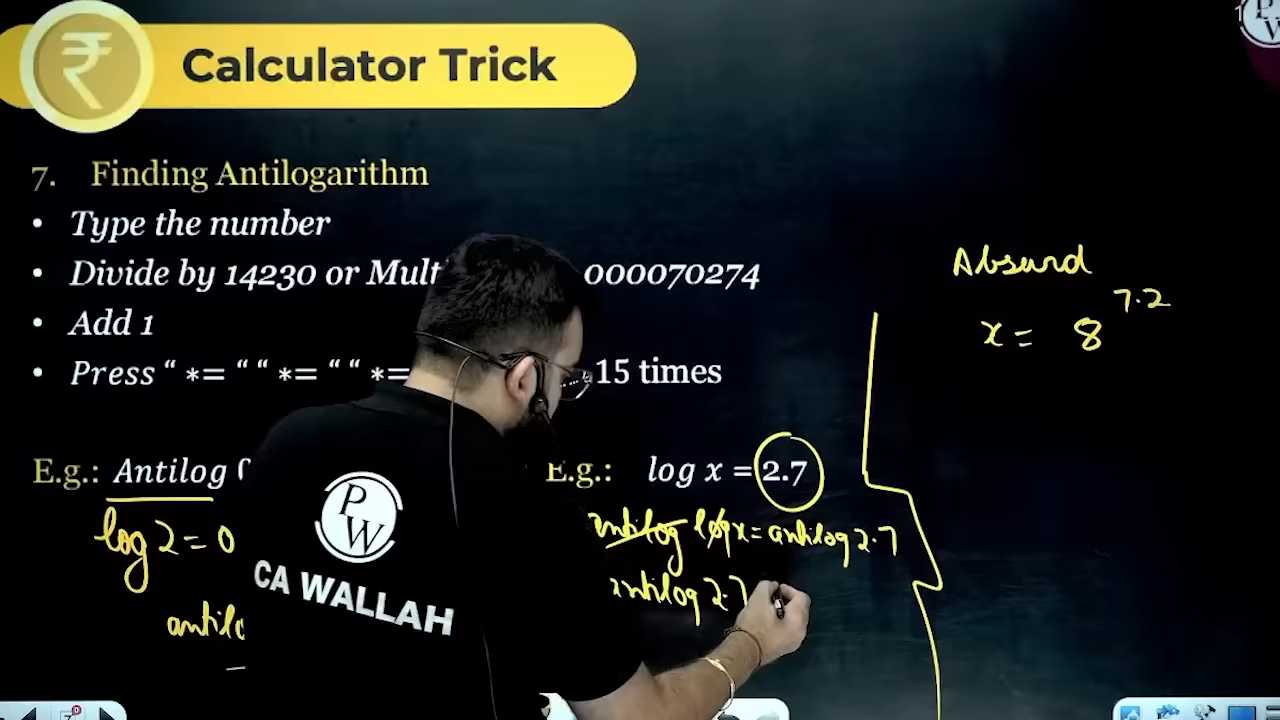 Calculator Trick
7. Finding Antilogarithm
• Type the number
• Divide by 14230 or Mult 000070274
• Add 1
• Press “ *= “ “ *= “ “ *= 15 times
E.g.: Antilog
log 2 = 0
antilo
E.g.: log x = 2.7
antilog log x = antilog 2.7
antilog 2.7
Absurd
x = 8^7.2
PW
CA WALLAH
PW